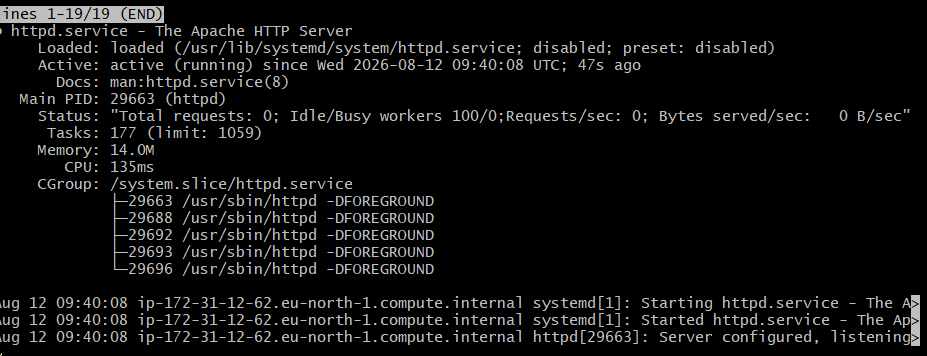 ines 1-19/19 (END)
httpd.service - The Apache HTTP Server
Loaded: loaded (/usr/lib/systemd/system/httpd.service; disabled; preset: disabled)
Active: active (running) since Wed 2026-08-12 09:40:08 UTC; 47s ago
Docs: man:httpd.service(8)
Main PID: 29663 (httpd)
Status: "Total requests: 0; Idle/Busy workers 100/0;Requests/sec: 0; Bytes served/sec:   0 B/sec"
Tasks: 177 (limit: 1059)
Memory: 14.0M
CPU: 135ms
CGroup: /system.slice/httpd.service
├─29663 /usr/sbin/httpd -DFOREGROUND
├─29688 /usr/sbin/httpd -DFOREGROUND
├─29692 /usr/sbin/httpd -DFOREGROUND
├─29693 /usr/sbin/httpd -DFOREGROUND
└─29696 /usr/sbin/httpd -DFOREGROUND
Aug 12 09:40:08 ip-172-31-12-62.eu-north-1.compute.internal systemd[1]: Starting httpd.service - The A>
Aug 12 09:40:08 ip-172-31-12-62.eu-north-1.compute.internal systemd[1]: Started httpd.service - The Ap>
Aug 12 09:40:08 ip-172-31-12-62.eu-north-1.compute.internal httpd[29663]: Server configured, listening>